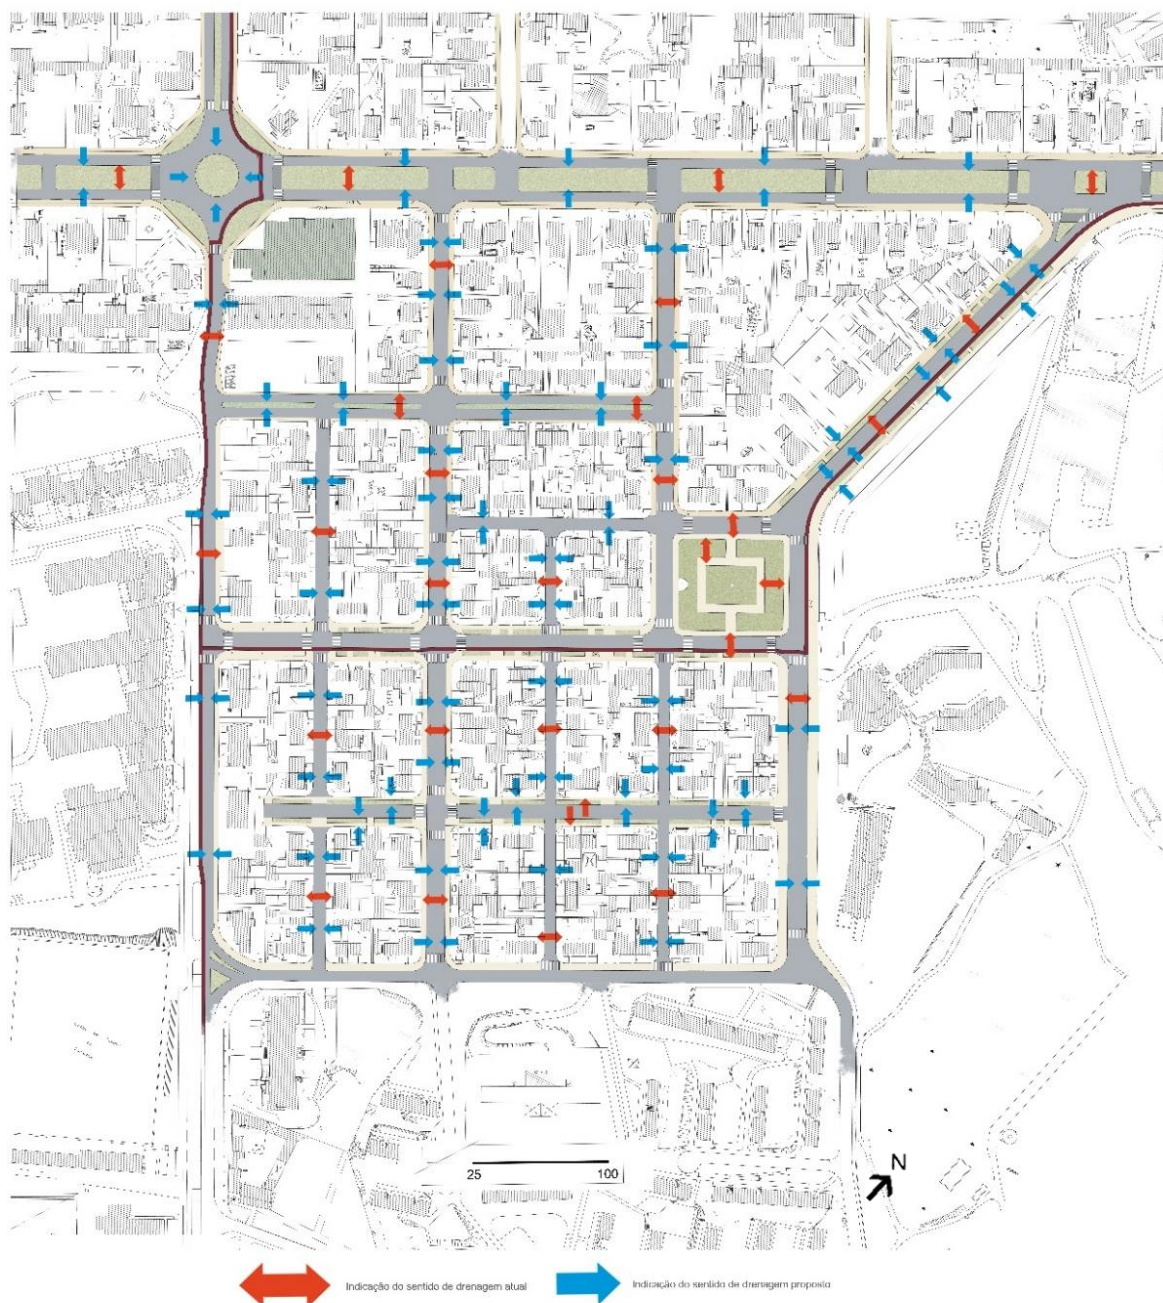 N
25 100
Indicação do sentido de drenagem atual
Indicação do sentido de drenagem proposta